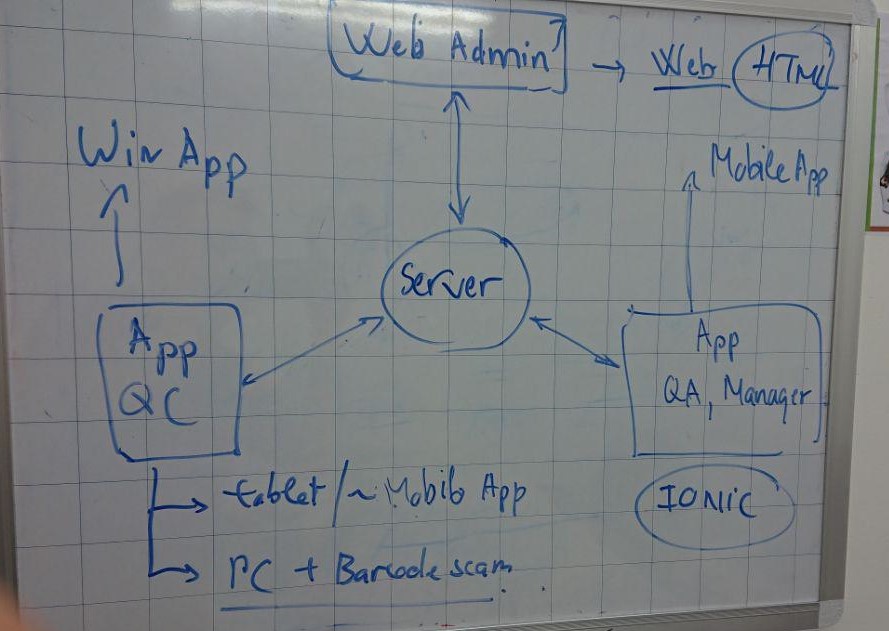 Web Admin → Web HTML
Win App
Mobile App
Server
App
QC
App
QA, Manager
tablet / ~ Mobile App
IONIC
PC + Barcode scam